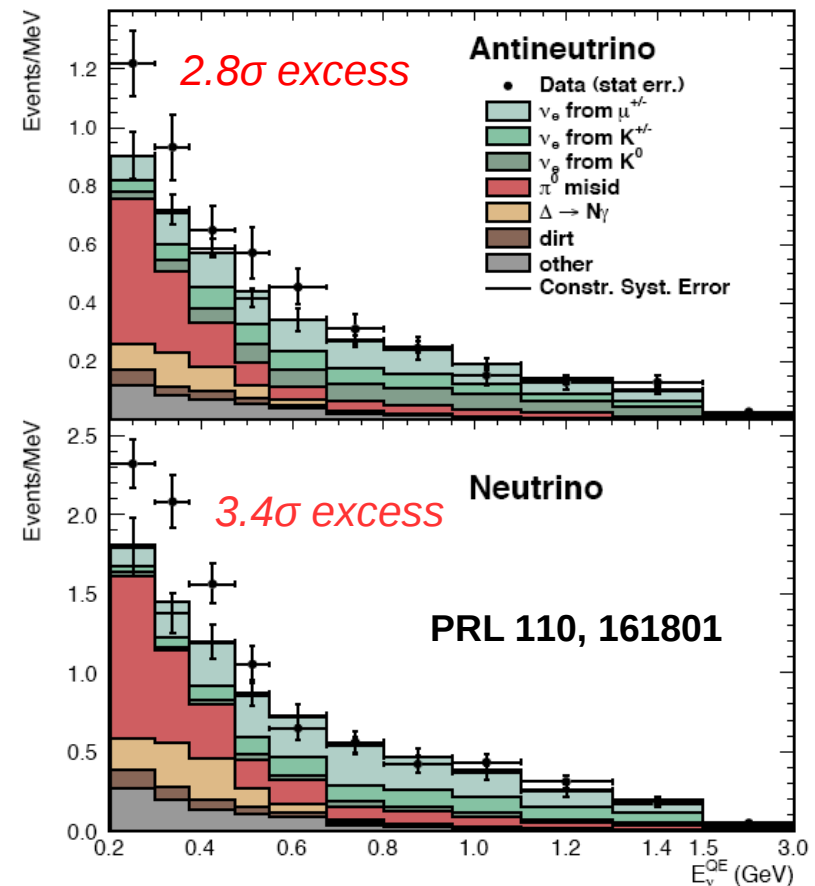 Events/MeV
Antineutrino
2.8σ excess
Data (stat err.)
νe from μ+/-
νe from K+/-
νe from K0
π0 misid
Δ → Nγ
dirt
other
Constr. Syst. Error
1.2
1.0
0.8
0.6
0.4
0.2
Events/MeV
Neutrino
3.4σ excess
PRL 110, 161801
2.5
2.0
1.5
1.0
0.5
0.0
0.2 0.4 0.6 0.8 1.0 1.2 1.4 1.5 3.0
EνQE (GeV)